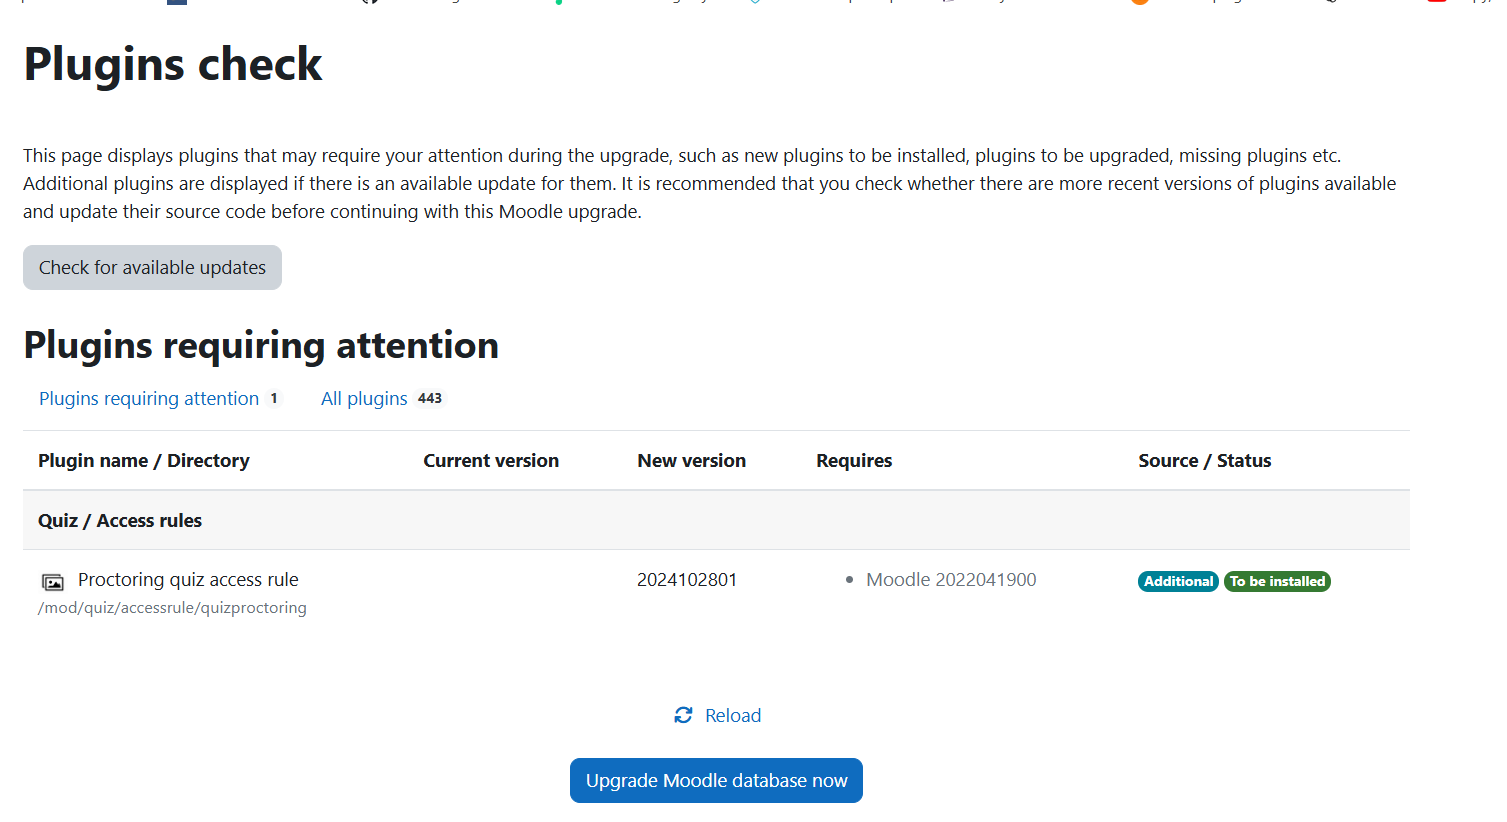 Plugins check
This page displays plugins that may require your attention during the upgrade, such as new plugins to be installed, plugins to be upgraded, missing plugins etc.
Additional plugins are displayed if there is an available update for them. It is recommended that you check whether there are more recent versions of plugins available
and update their source code before continuing with this Moodle upgrade.
Check for available updates
Plugins requiring attention
Plugins requiring attention 1 All plugins 443
Plugin name / Directory Current version New version Requires Source / Status
Quiz / Access rules
Proctoring quiz access rule 2024102801 • Moodle 2022041900 Additional To be installed
/mod/quiz/accessrule/quizproctoring
Reload
Upgrade Moodle database now